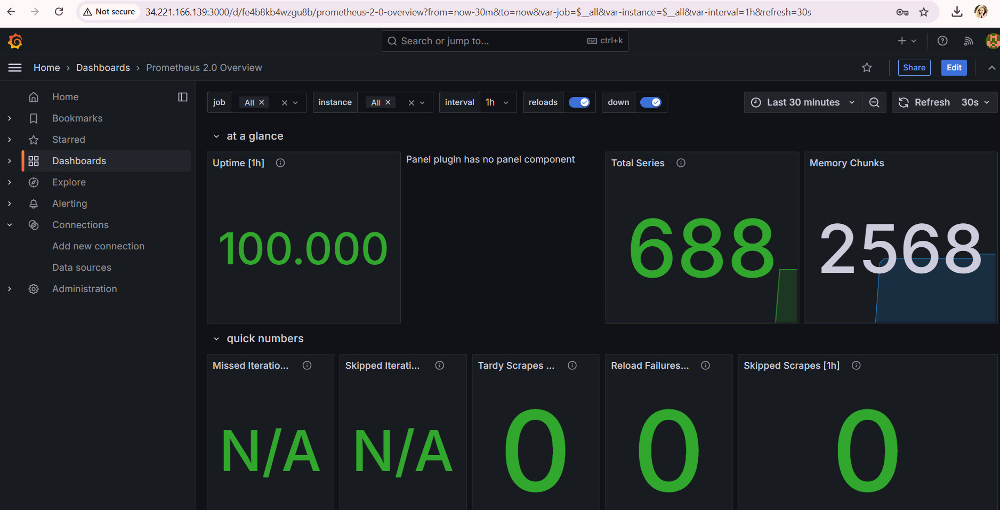 Not secure
34.221.166.139:3000/d/fe4b8kb4wzgu8b/prometheus-2-0-overview?from=now-30m&to=now&var-job=$__all&var-instance=$__all&var-interval=1h&refresh=30s
Search or jump to...
ctrl+k
Home › Dashboards › Prometheus 2.0 Overview
Share
Edit
Home
Bookmarks
Starred
Dashboards
Explore
Alerting
Connections
Add new connection
Data sources
Administration
job
All
instance
All
interval
1h
reloads
down
Last 30 minutes
Refresh
30s
at a glance
Uptime [1h]
100.000
Panel plugin has no panel component
Total Series
688
Memory Chunks
2568
quick numbers
Missed Iteratio...
N/A
Skipped Iterati...
N/A
Tardy Scrapes ...
0
Reload Failures...
0
Skipped Scrapes [1h]
0